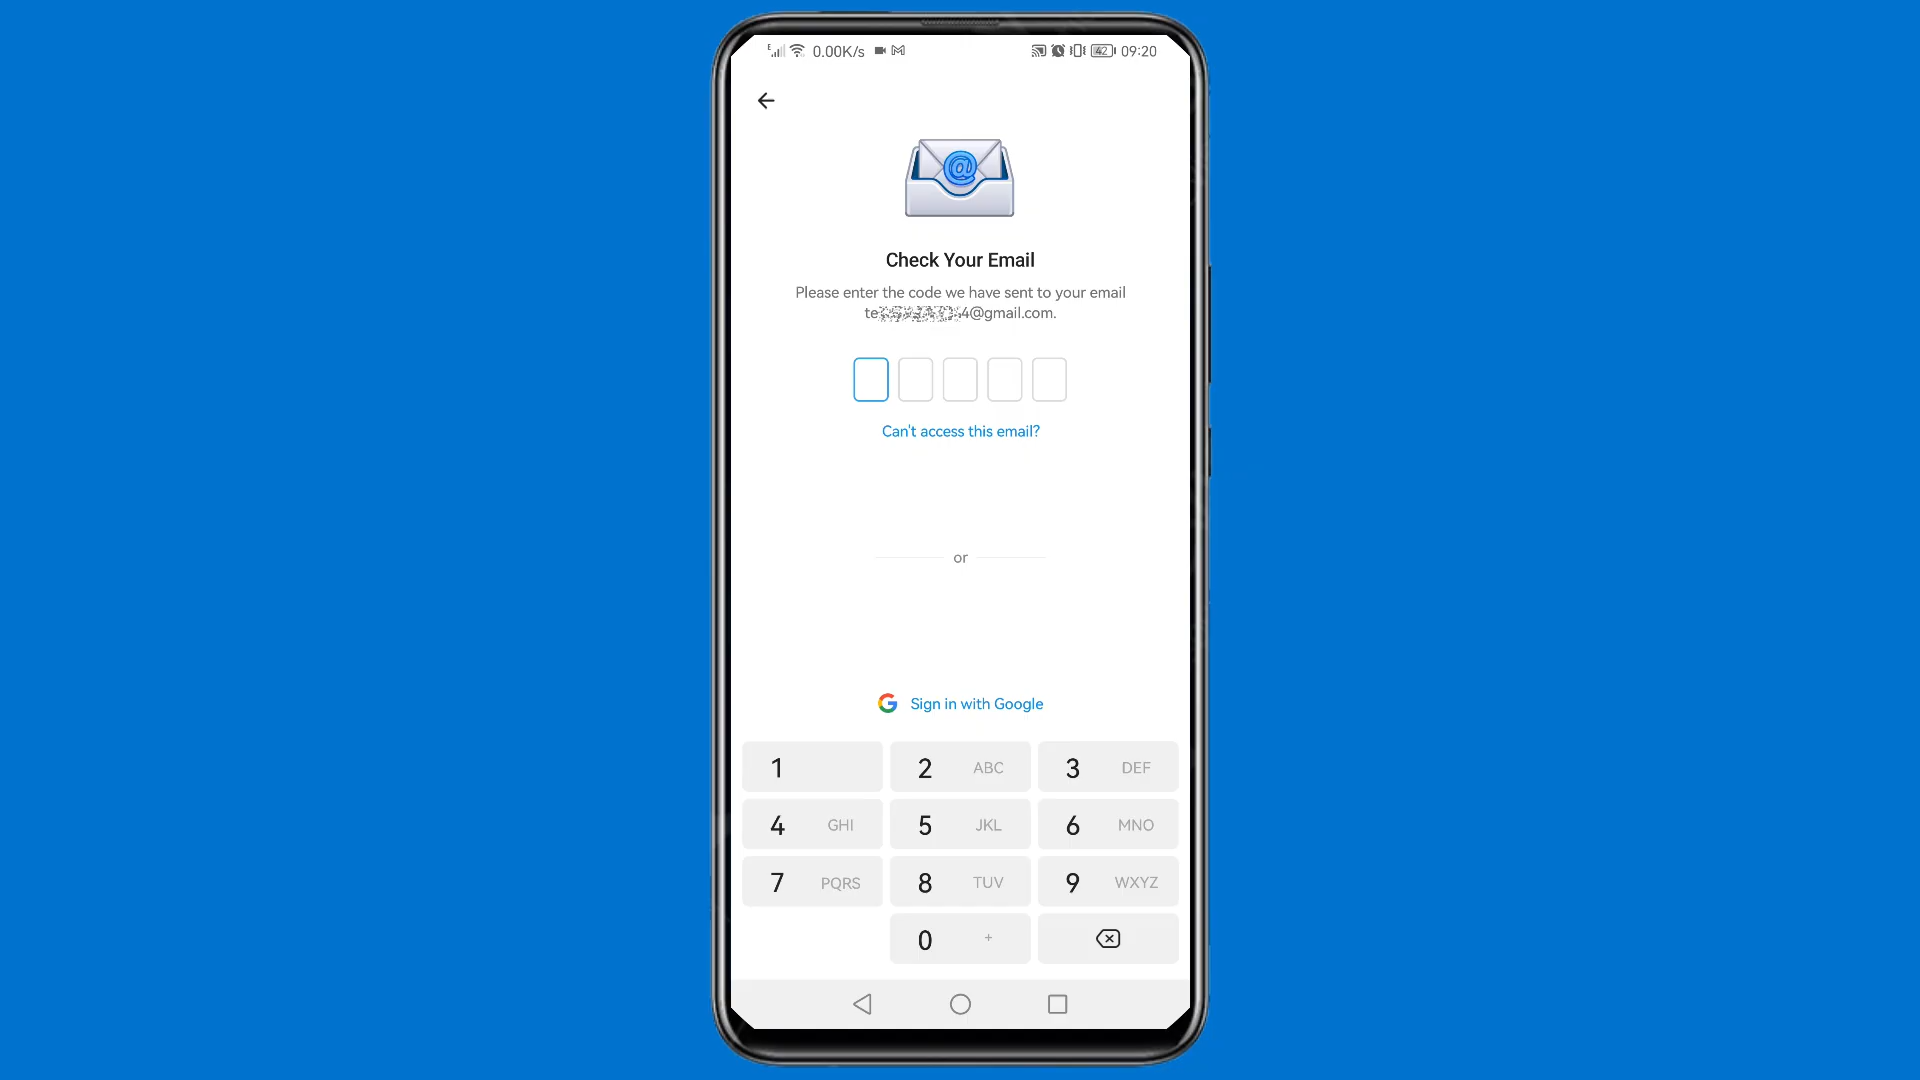 0.00K/s 42 09:20
Check Your Email
Please enter the code we have sent to your email
te 4@gmail.com.
Can't access this email?
or
Sign in with Google
1
2 ABC
3 DEF
4 GHI
5 JKL
6 MNO
7 PQRS
8 TUV
9 WXYZ
0 +